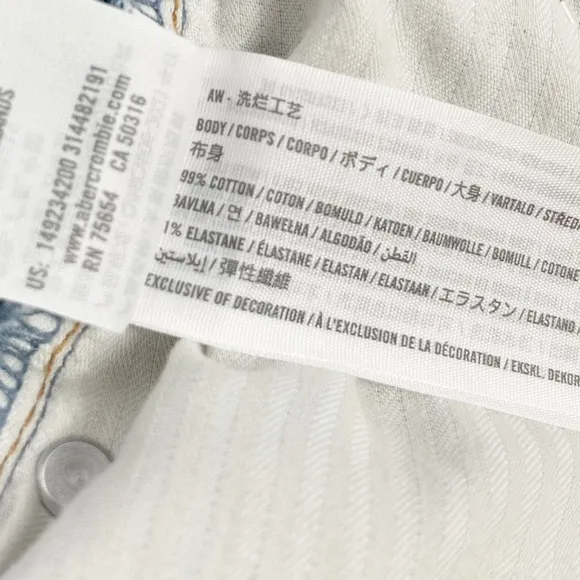 US: 149234200 314482191
www.abercrombie.com
RN 75654 CA 50316
AW - 洗烂工艺
BODY / CORPS / CORPO / ボディ / CUERPO / 大身 / VARTALO / STŘED
布身
99% COTTON / COTON / BOMULD / KATOEN / BAUMWOLLE / BOMULL / COTONE
BAVLNA / 면 / BAWEŁNA / ALGODÃO / القطن
1% ELASTANE / ÉLASTANE / ELASTAN / ELASTAAN / エラスタン / ELASTANO
إيلاستين / 彈性纖維
EXCLUSIVE OF DECORATION / À L'EXCLUSION DE LA DÉCORATION / EKSKL. DEKOR